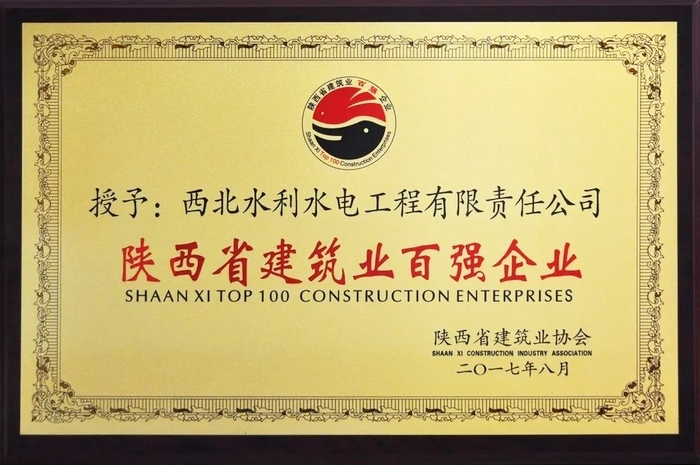 陕西省建筑业百强企业
Shaan Xi Top 100 Construction Enterprises
授予：西北水利水电工程有限责任公司
陕西省建筑业百强企业
SHAAN XI TOP 100 CONSTRUCTION ENTERPRISES
陕西省建筑业协会
SHAAN XI CONSTRUCTION INDUSTRY ASSOCIATION
二〇一七年八月